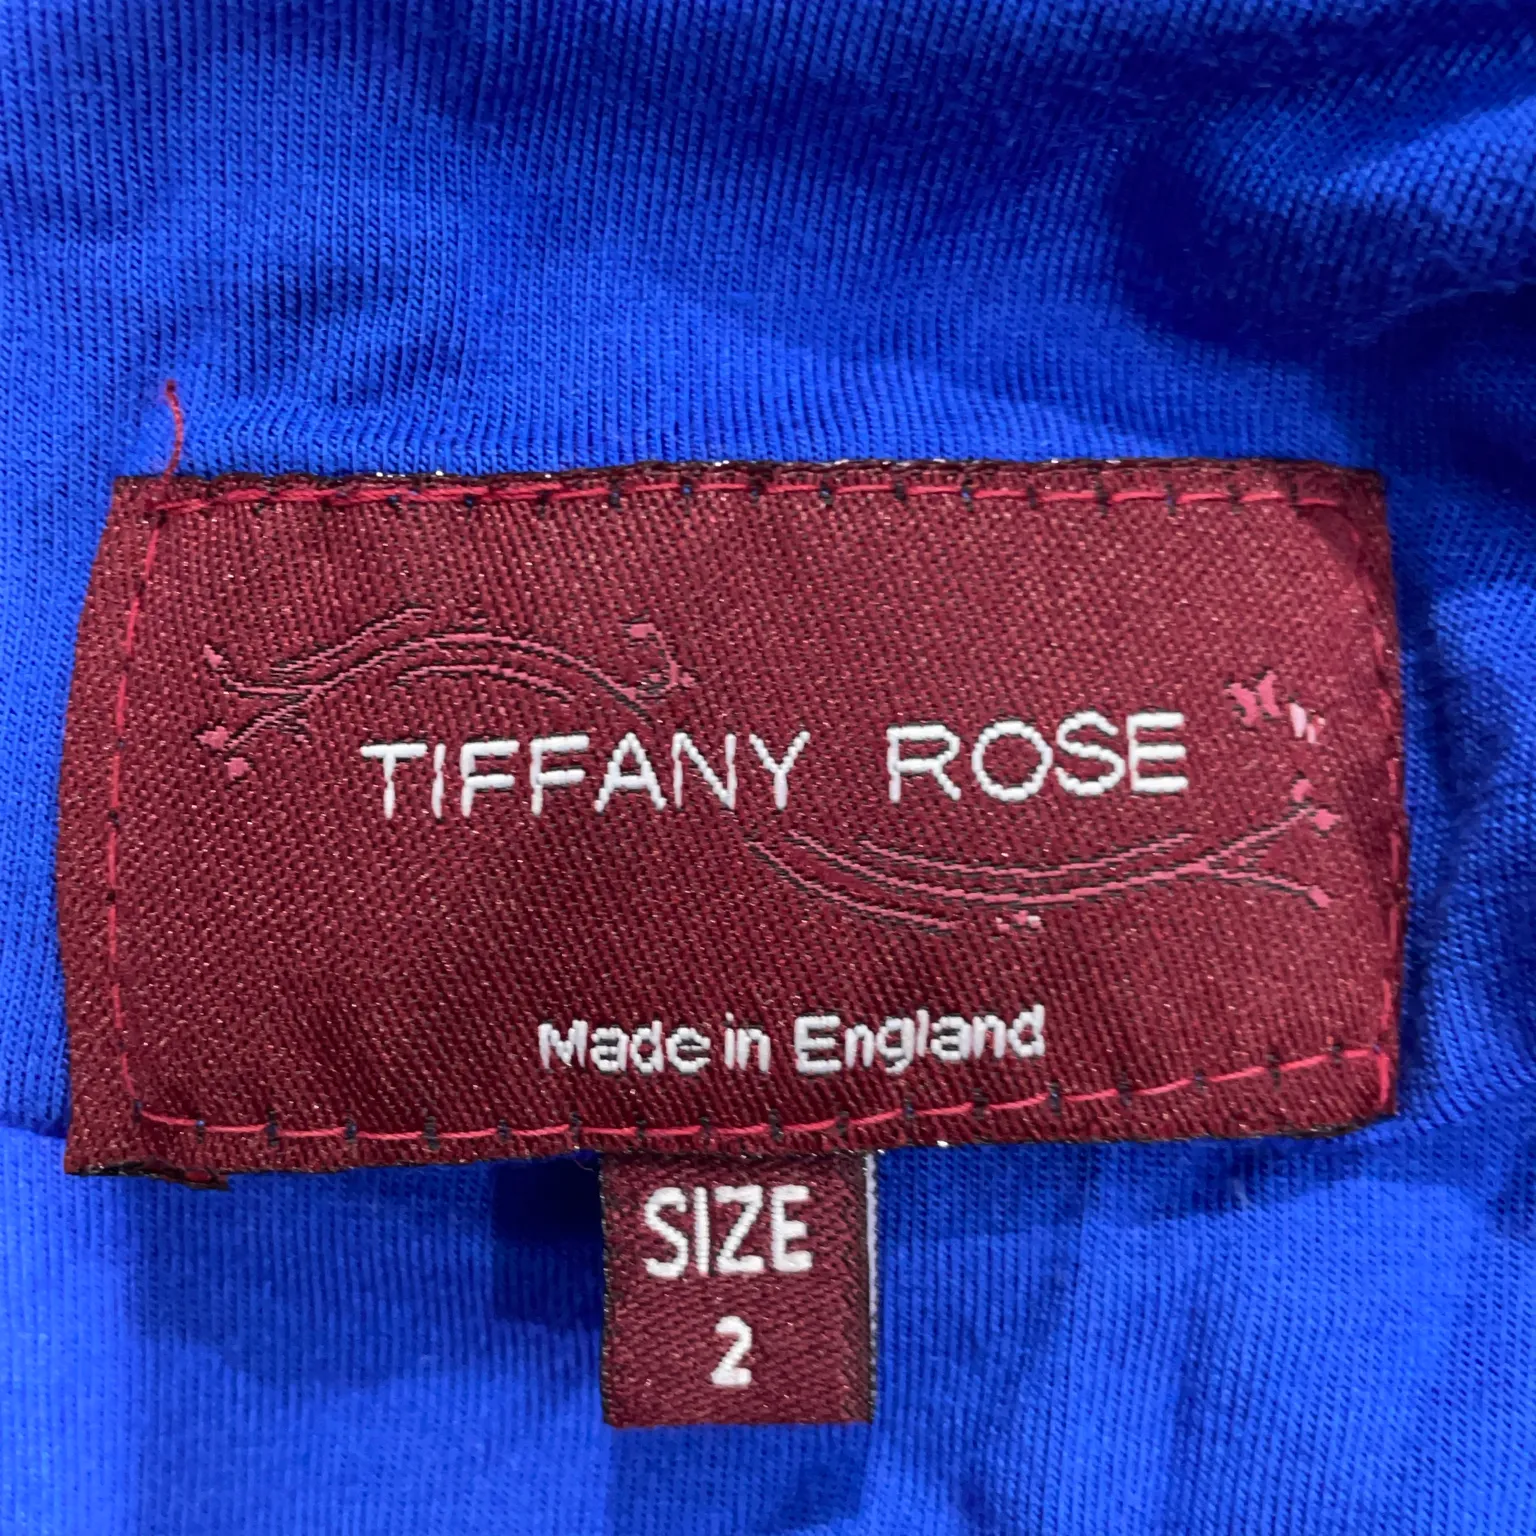 TIFFANY ROSE
Made in England
SIZE
2